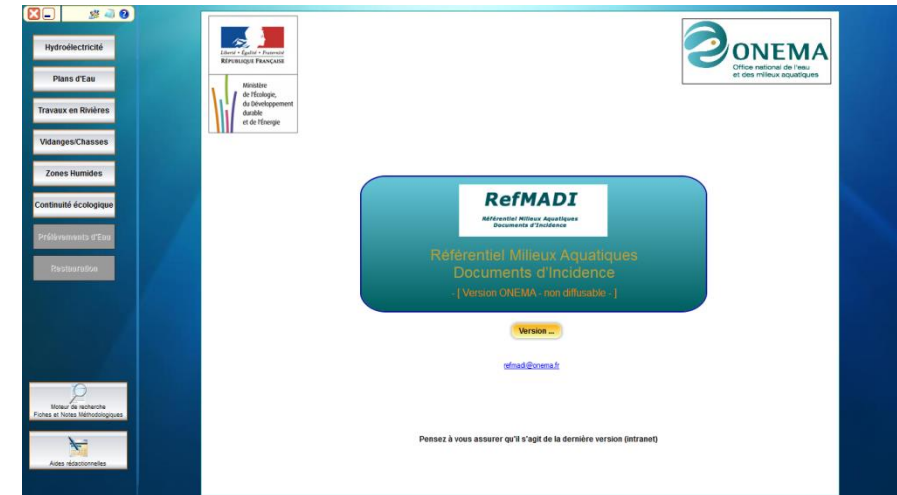 Hydroélectricité
Plans d'Eau
Travaux en Rivières
Vidanges/Chasses
Zones Humides
Continuité écologique
Prélèvements d'Eau
Restauration
Moteur de recherche
Fiches et Notes Méthodologiques
Aides rédactionnelles
Liberté • Égalité • Fraternité
RÉPUBLIQUE FRANÇAISE
Ministère
de l'Écologie,
du Développement
durable
et de l'Énergie
ONEMA
Office national de l'eau
et des milieux aquatiques
RefMADI
Référentiel Milieux Aquatiques
Documents d'Incidence
Référentiel Milieux Aquatiques
Documents d'Incidence
- [ Version ONEMA - non diffusable - ]
Version ...
refmadi@onema.fr
Pensez à vous assurer qu'il s'agit de la dernière version (intranet)